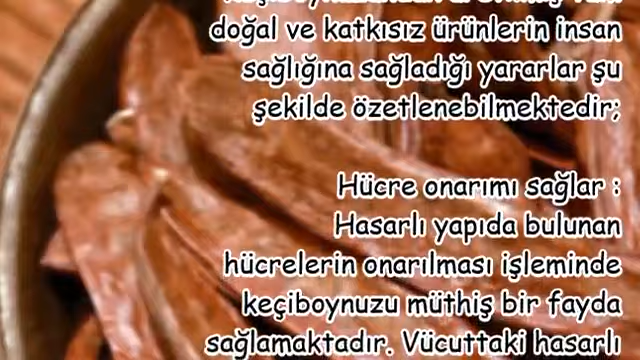 doğal ve katkısız ürünlerin insan
sağlığına sağladığı yararlar şu
şekilde özetlenebilmektedir;
Hücre onarımı sağlar :
Hasarlı yapıda bulunan
hücrelerin onarılması işleminde
keçiboynuzu müthiş bir fayda
sağlamaktadır. Vücuttaki hasarlı